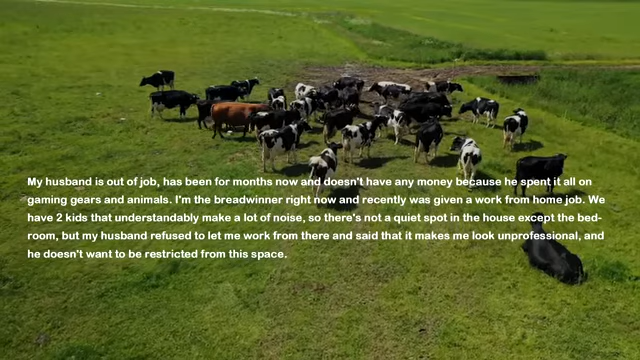 My husband is out of job, has been for months now and doesn't have any money because he spent it all on
gaming gears and animals. I'm the breadwinner right now and recently was given a work from home job. We
have 2 kids that understandably make a lot of noise, so there's not a quiet spot in the house except the bed-
room, but my husband refused to let me work from there and said that it makes me look unprofessional, and
he doesn't want to be restricted from this space.